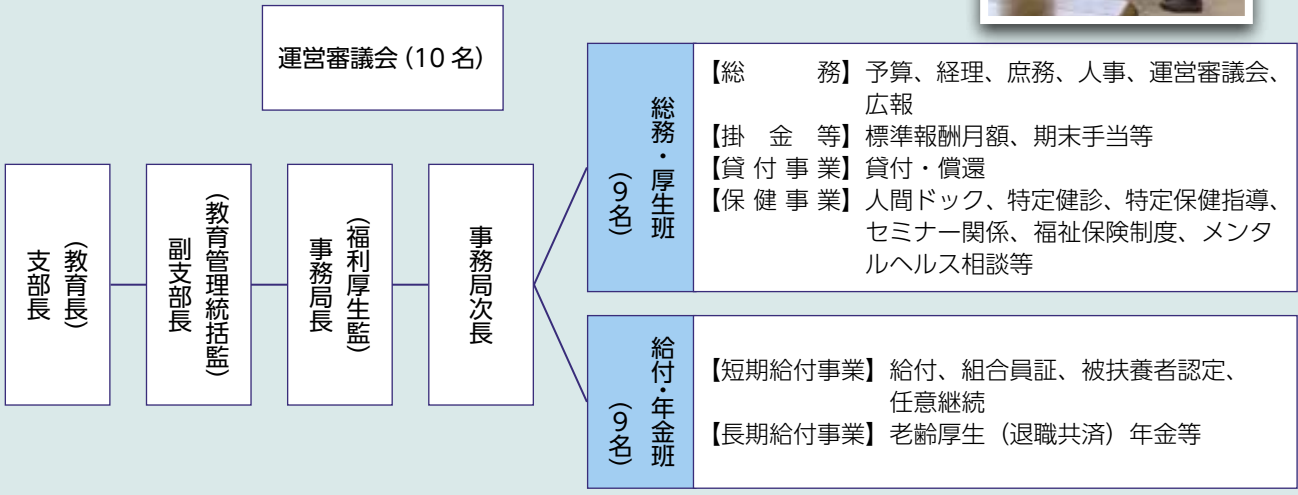 運営審議会（10名）
支部長
（教育長）
副支部長
（教育管理統括監）
事務局長
（福利厚生監）
事務局次長
総務・厚生班
（9名）
【総　　務】予算、経理、庶務、人事、運営審議会、
広報
【掛　金　等】標準報酬月額、期末手当等
【貸付事業】貸付・償還
【保健事業】人間ドック、特定健診、特定保健指導、
セミナー関係、福祉保険制度、メンタ
ルヘルス相談等
給付・年金班
（9名）
【短期給付事業】給付、組合員証、被扶養者認定、
任意継続
【長期給付事業】老齢厚生（退職共済）年金等